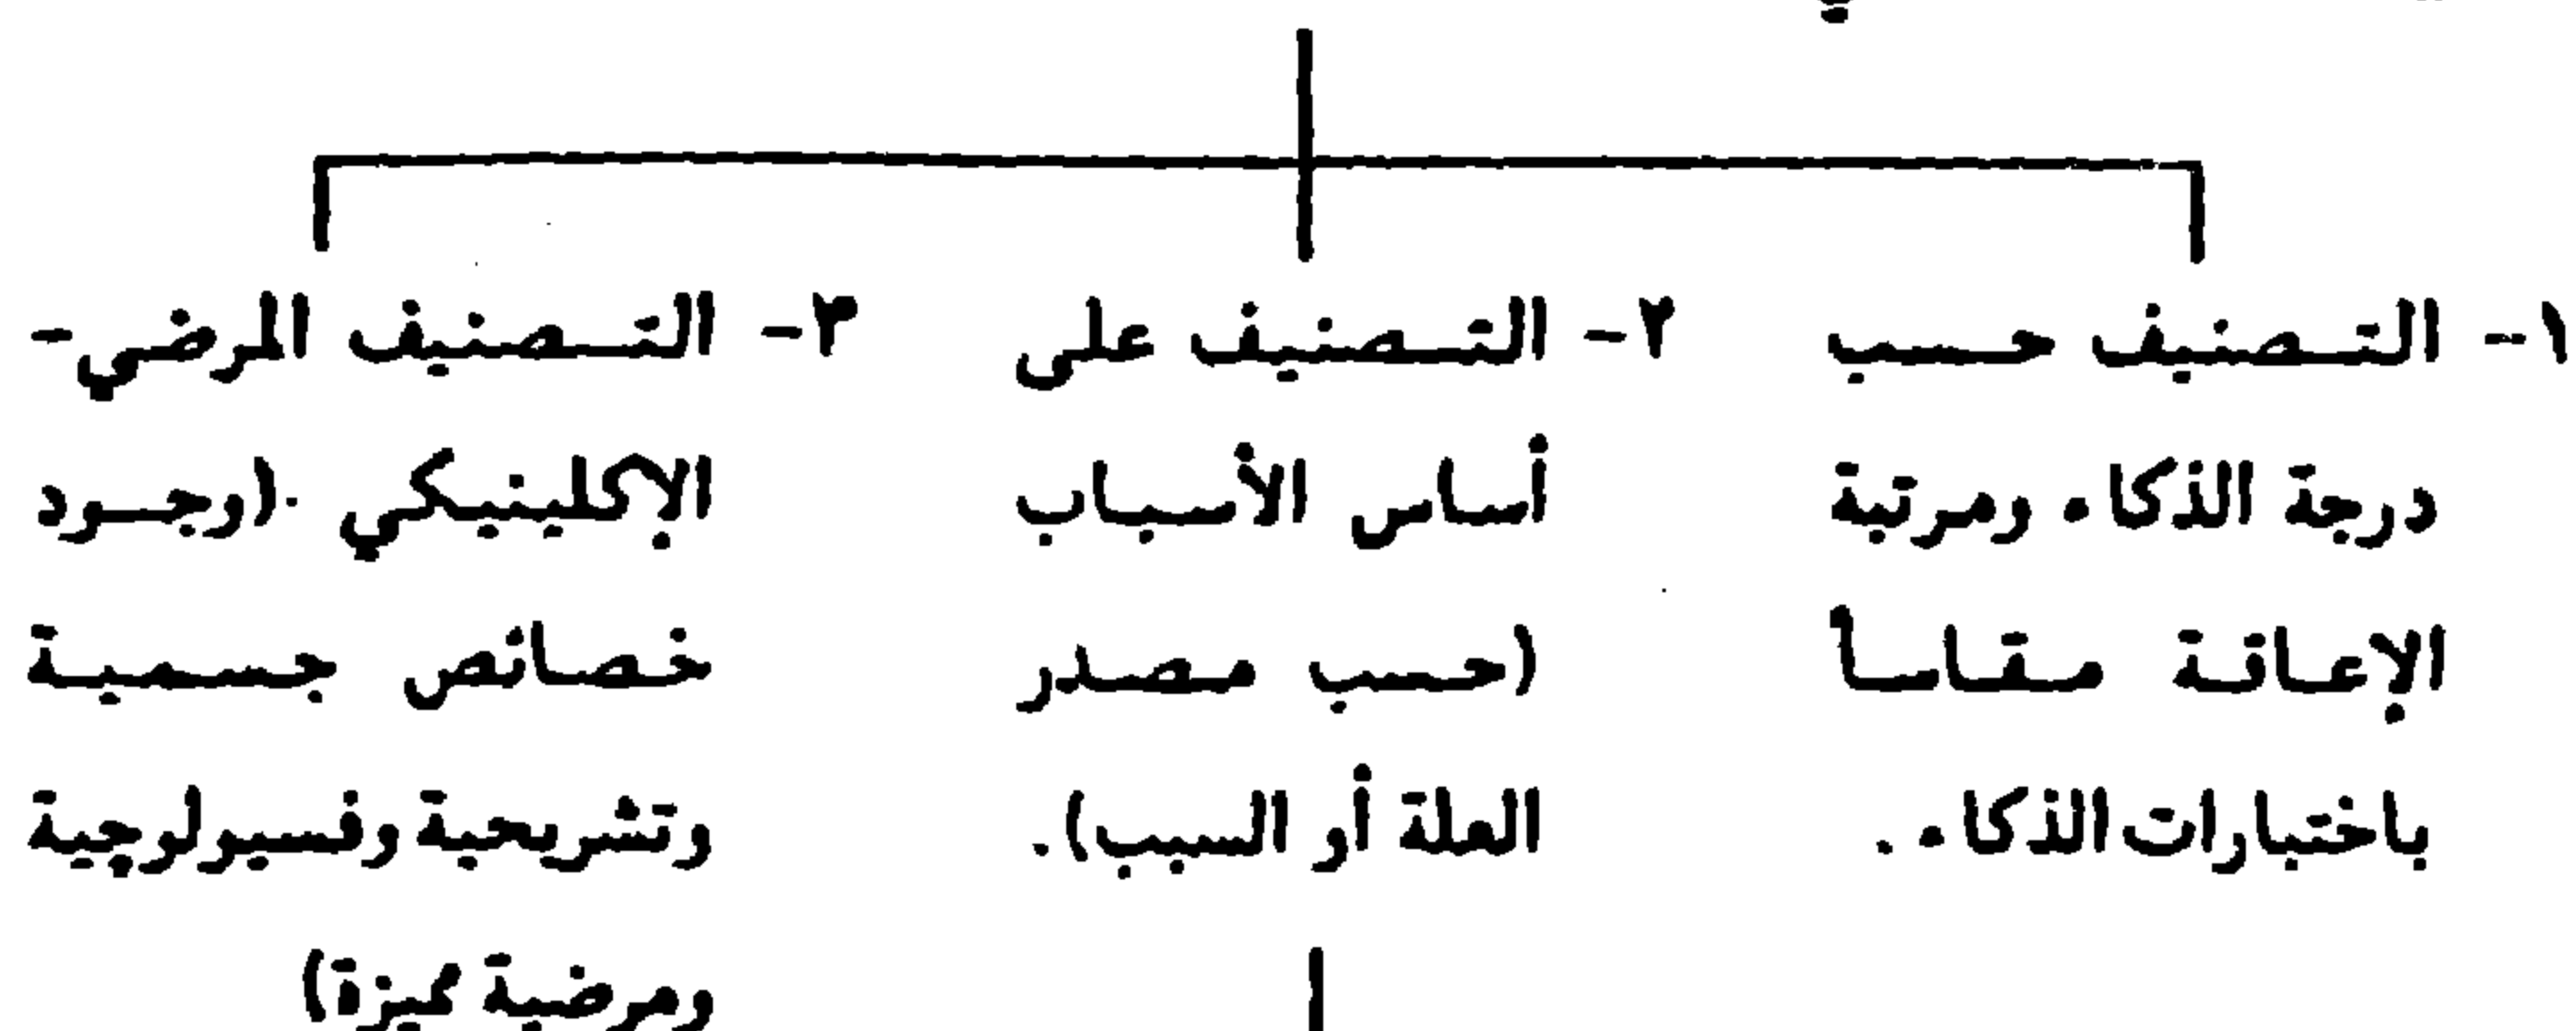 ١- التصنيف حسب
درجة الذكاء ومرتبة
الإعاقة مقاساً
باختبارات الذكاء .
٢- التصنيف على
أساس الأسباب
(حسب مصدر
العلة أو السبب).
٣- التصنيف المرضي-
الإكلينيكي .(وجود
خصائص جسمية
وتشريحية وفسيولوجية
ومرضية مميزة)